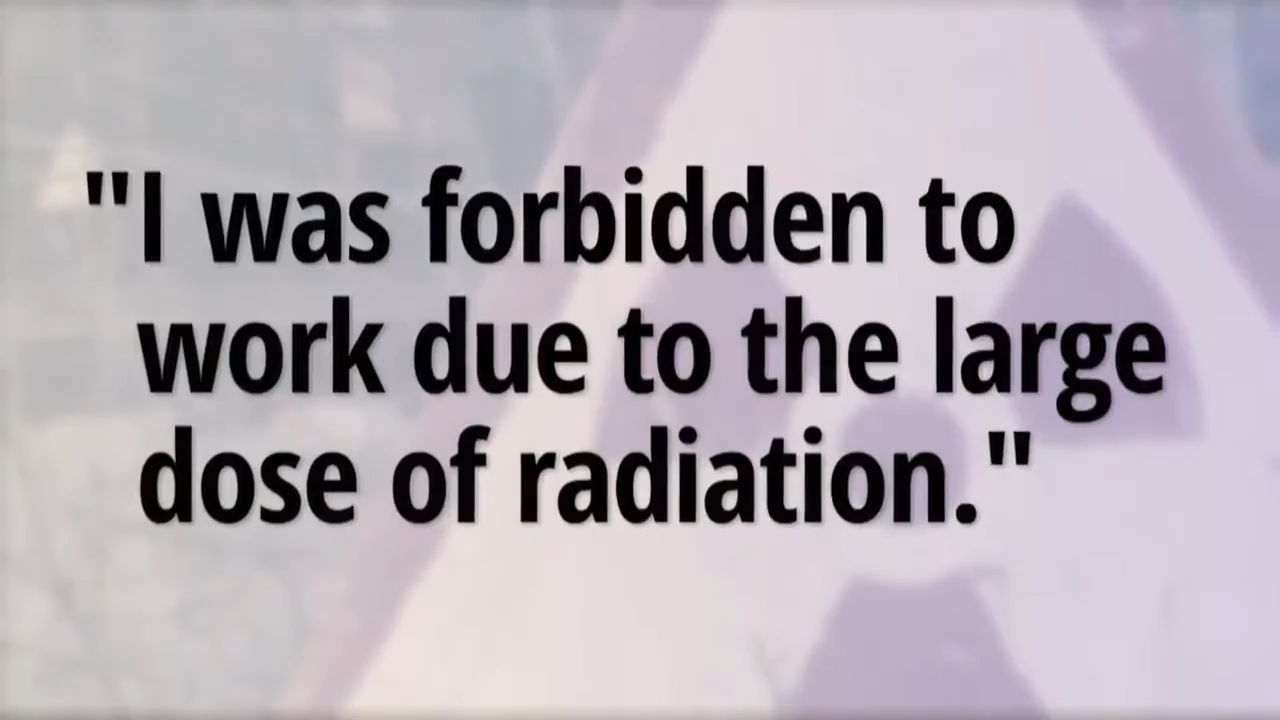 "I was forbidden to
work due to the large
dose of radiation."